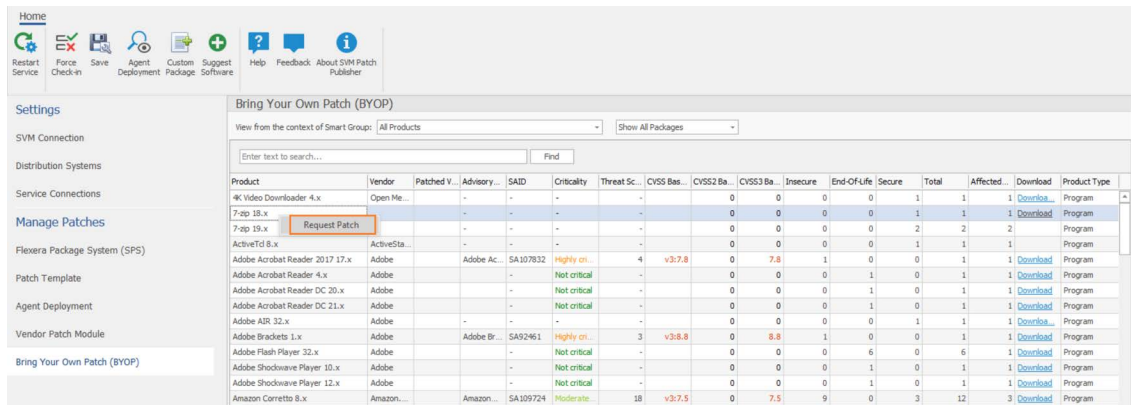 Home
Restart Service Force Check-in Save Agent Deployment Custom Package Suggest Software Help Feedback About SVM Patch Publisher
Settings
SVM Connection
Distribution Systems
Service Connections
Manage Patches
Flexera Package System (SPS)
Patch Template
Agent Deployment
Vendor Patch Module
Bring Your Own Patch (BYOP)
Bring Your Own Patch (BYOP)
View from the context of Smart Group: All Products Show All Packages
Enter text to search... Find
Product Vendor Patched V... Advisory... SAID Criticality Threat Sc... CVSS Bas... CVSS2 Ba... CVSS3 Ba... Insecure End-Of-Life Secure Total Affected... Download Product Type
4K Video Downloader 4.x Open Me... - - - - 0 0 0 0 1 1 1 Downloa... Program
7-zip 18.x - - - - 0 0 0 0 1 1 1 Download Program
Request Patch
7-zip 19.x - - - - 0 0 0 0 2 2 2 Program
ActiveTcl 8.x ActiveSta... - - - - 0 0 0 0 1 1 1 Program
Adobe Acrobat Reader 2017 17.x Adobe Adobe Ac... SA107832 Highly cri... 4 v3:7.8 0 7.8 1 0 0 1 1 Download Program
Adobe Acrobat Reader 4.x Adobe - Not critical - 0 0 0 1 0 1 1 Download Program
Adobe Acrobat Reader DC 20.x Adobe - Not critical - 0 0 0 1 0 1 1 Download Program
Adobe Acrobat Reader DC 21.x Adobe - Not critical - 0 0 0 1 0 1 1 Download Program
Adobe AIR 32.x Adobe - - - - 0 0 0 0 1 1 1 Downloa... Program
Adobe Brackets 1.x Adobe Adobe Br... SA92461 Highly cri... 3 v3:8.8 0 8.8 1 0 0 1 1 Download Program
Adobe Flash Player 32.x Adobe - Not critical - 0 0 0 6 0 6 1 Download Program
Adobe Shockwave Player 10.x Adobe - Not critical - 0 0 0 1 0 1 1 Download Program
Adobe Shockwave Player 12.x Adobe - Not critical - 0 0 0 1 0 1 1 Download Program
Amazon Corretto 8.x Amazon.... Amazon... SA109724 Moderate... 18 v3:7.5 0 7.5 9 0 3 12 3 Download Program